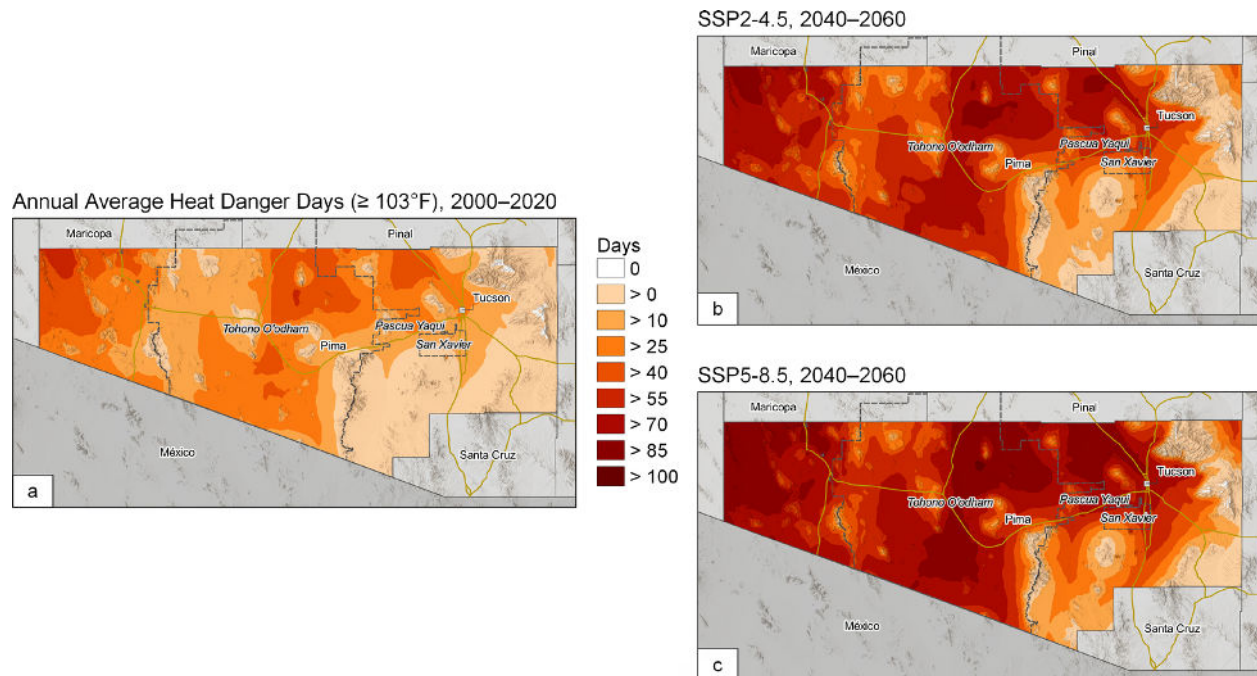 Annual Average Heat Danger Days (≥ 103°F), 2000–2020
Maricopa
Pinal
Tucson
Tohono O'odham
Pascua Yaqui
Pima
San Xavier
México
Santa Cruz
a
Days
0
> 0
> 10
> 25
> 40
> 55
> 70
> 85
> 100
SSP2-4.5, 2040–2060
Maricopa
Pinal
Tucson
Tohono O'odham
Pascua Yaqui
Pima
San Xavier
México
Santa Cruz
b
SSP5-8.5, 2040–2060
Maricopa
Pinal
Tucson
Tohono O'odham
Pascua Yaqui
Pima
San Xavier
México
Santa Cruz
c